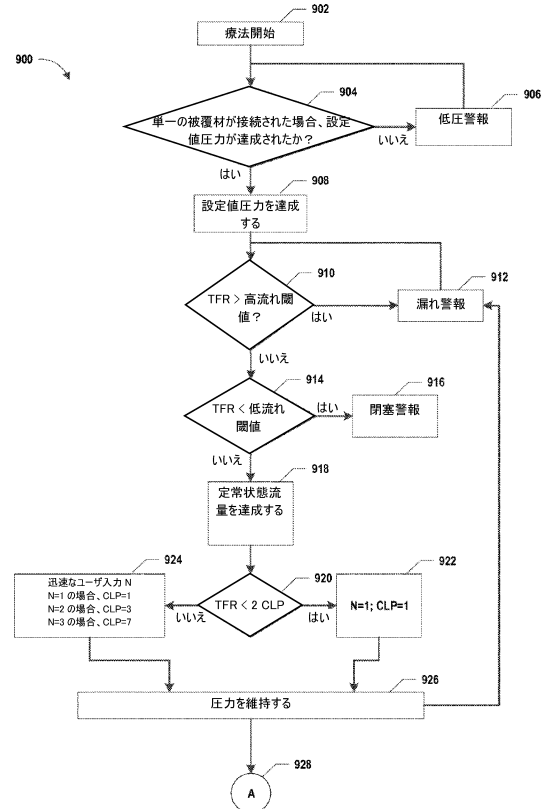 902
療法開始
900
904
単一の被覆材が接続された場合、設定
値圧力が達成されたか？
906
低圧警報
いいえ
はい
908
設定値圧力を達成
する
910
TFR > 高流れ閾
値？
はい
912
漏れ警報
いいえ
914
TFR < 低流れ
閾値
はい
916
閉塞警報
いいえ
918
定常状態流
量を達成する
924
迅速なユーザ入力 N
N=1 の場合、CLP=1
N=2 の場合、CLP=3
N=3 の場合、CLP=7
920
TFR < 2 CLP
いいえ
はい
922
N=1; CLP=1
926
圧力を維持する
928
A